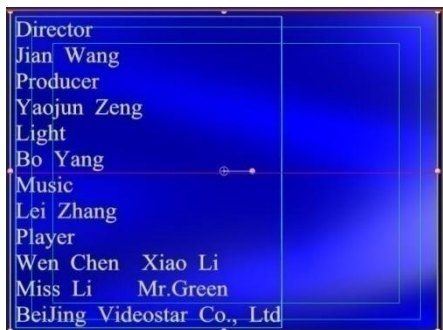 Director
Jian Wang
Producer
Yaojun Zeng
Light
Bo Yang
Music
Lei Zhang
Player
Wen Chen Xiao Li
Miss Li Mr.Green
BeiJing Videostar Co., Ltd